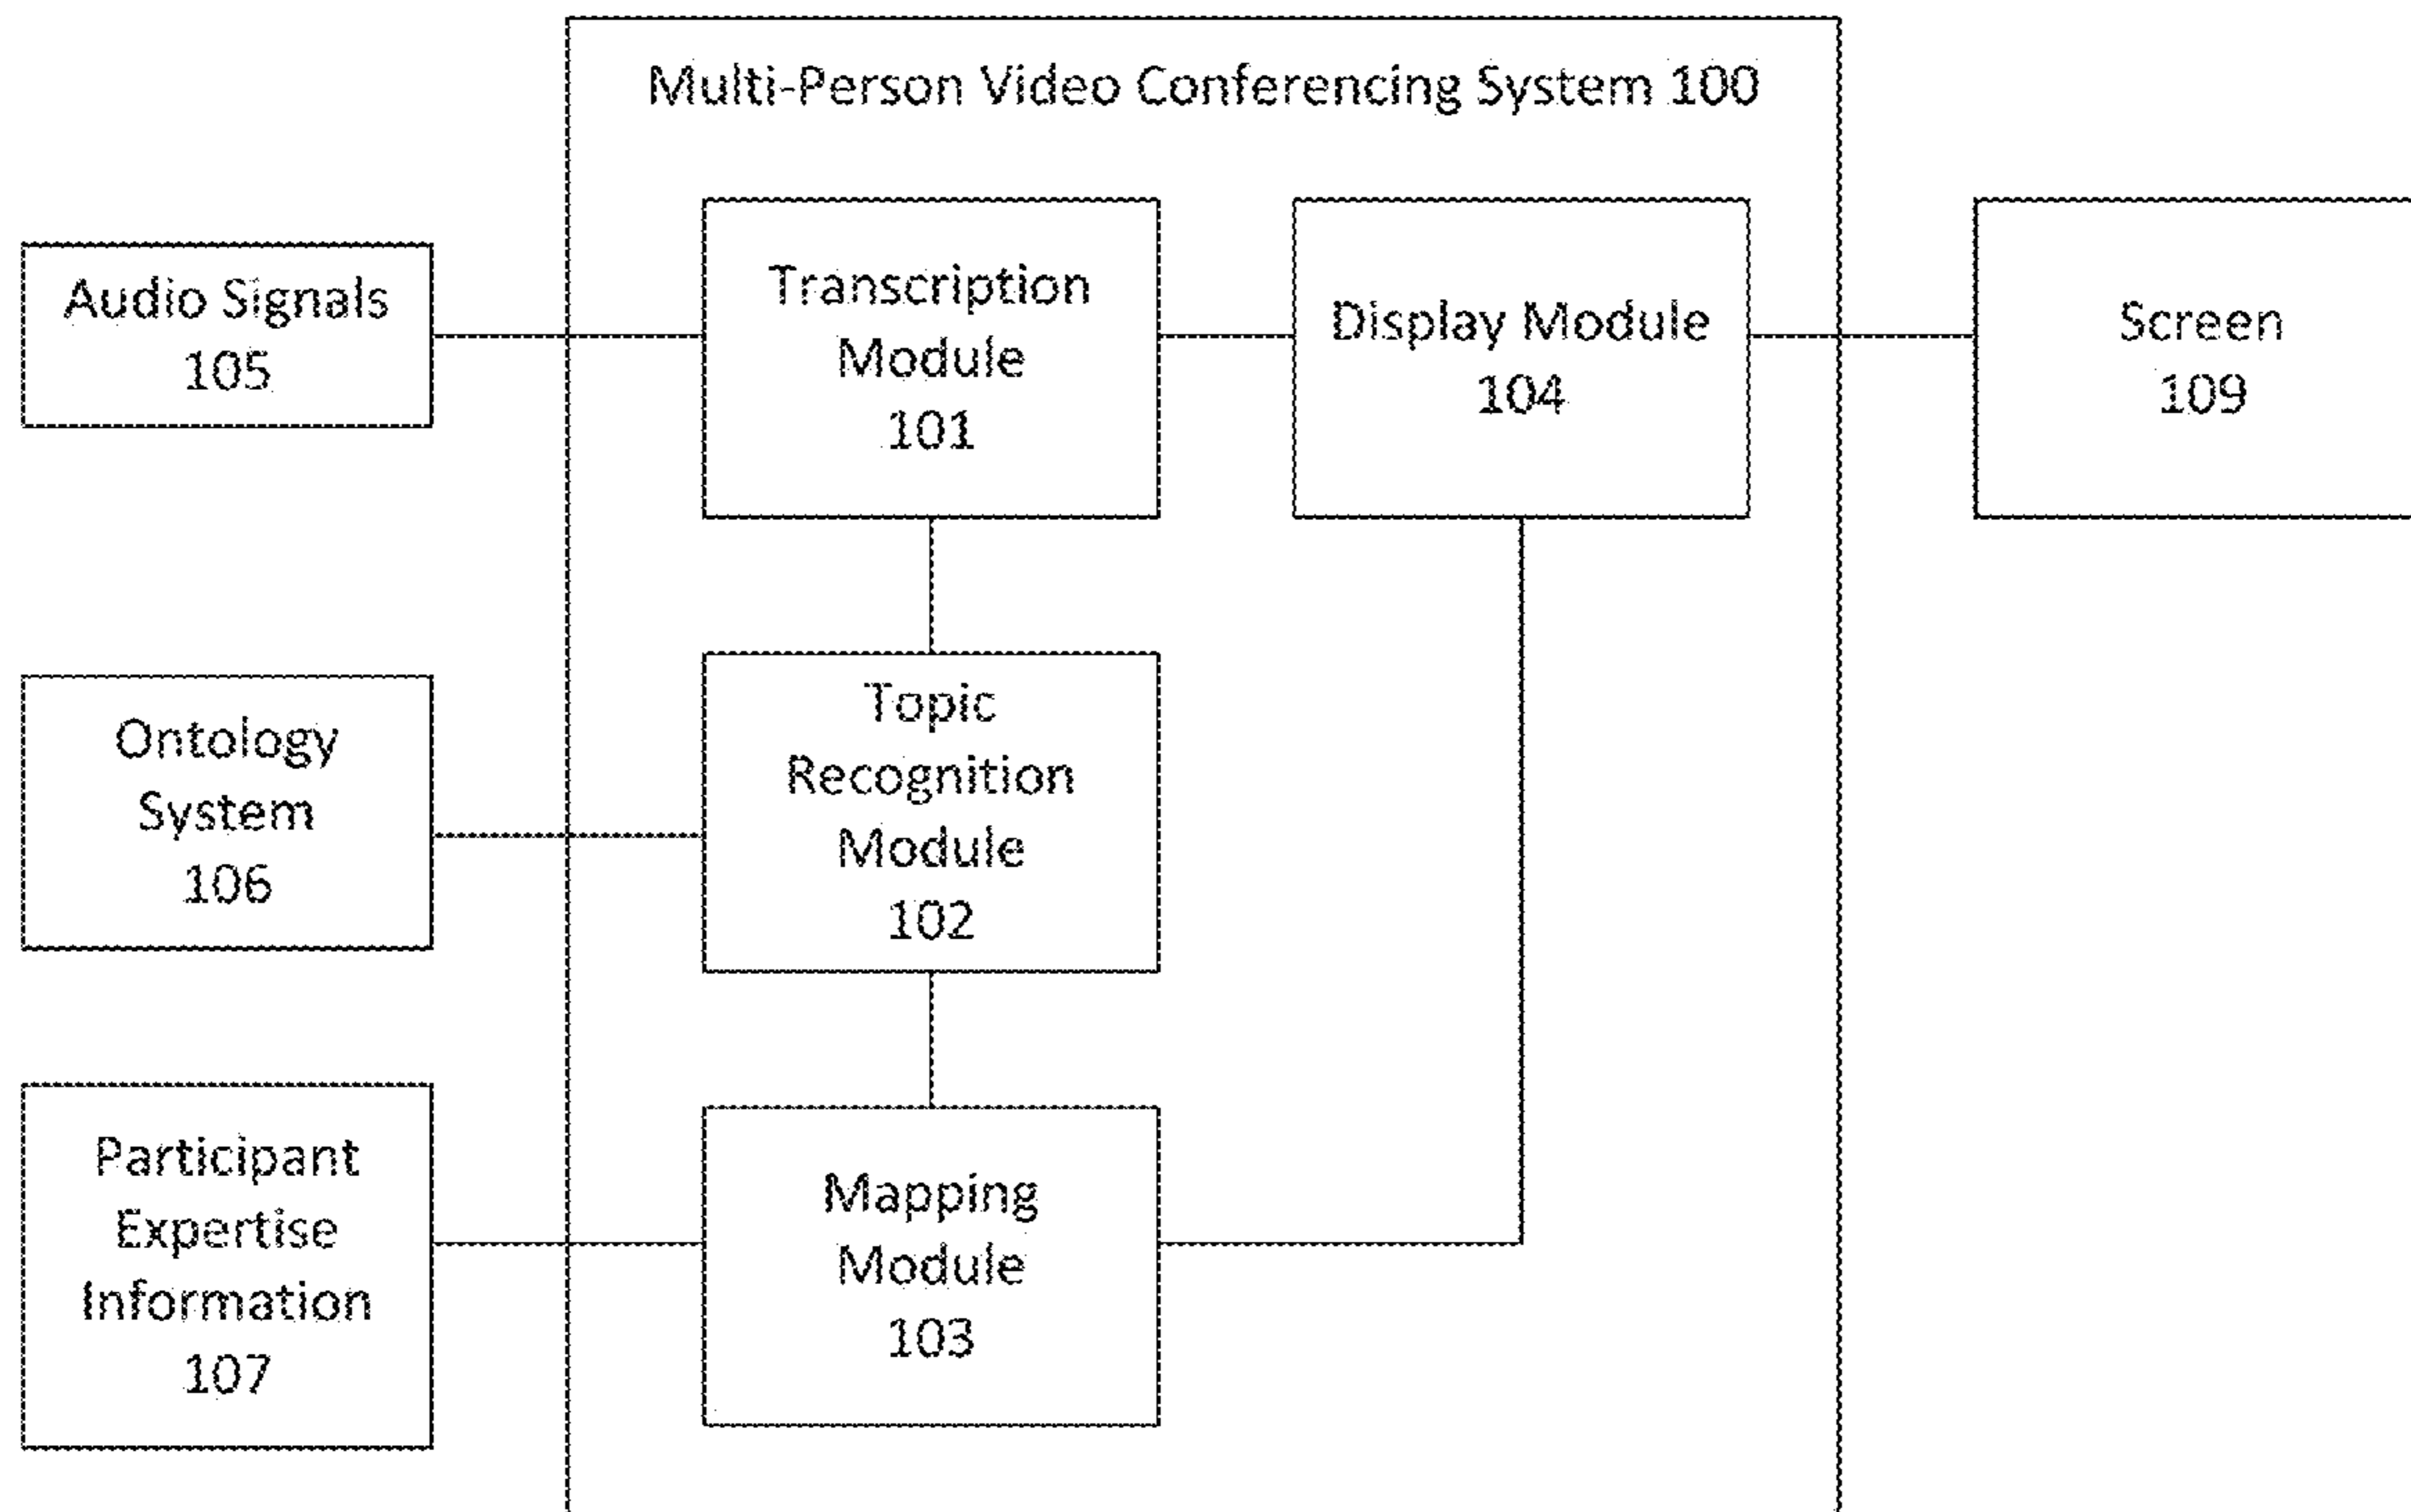 Multi-Person Video Conferencing System 100
Audio Signals
105
Transcription
Module
101
Display Module
104
Screen
109
Ontology
System
106
Topic
Recognition
Module
102
Participant
Expertise
Information
107
Mapping
Module
103